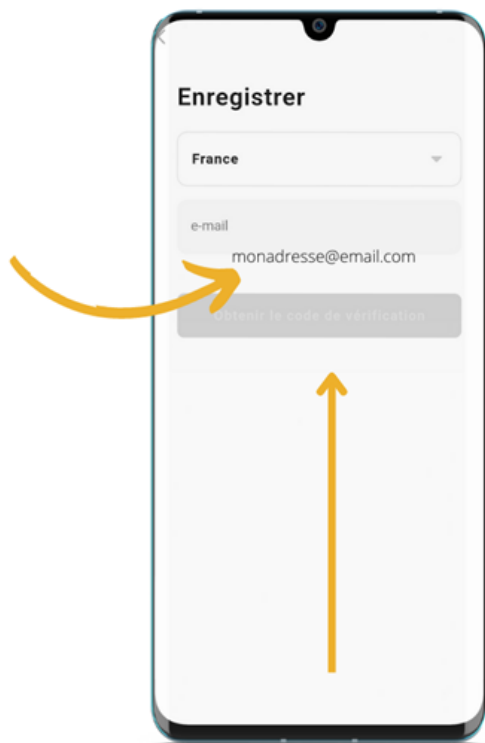 Enregistrer
France
e-mail
monadresse@email.com
Obtenir le code de vérification